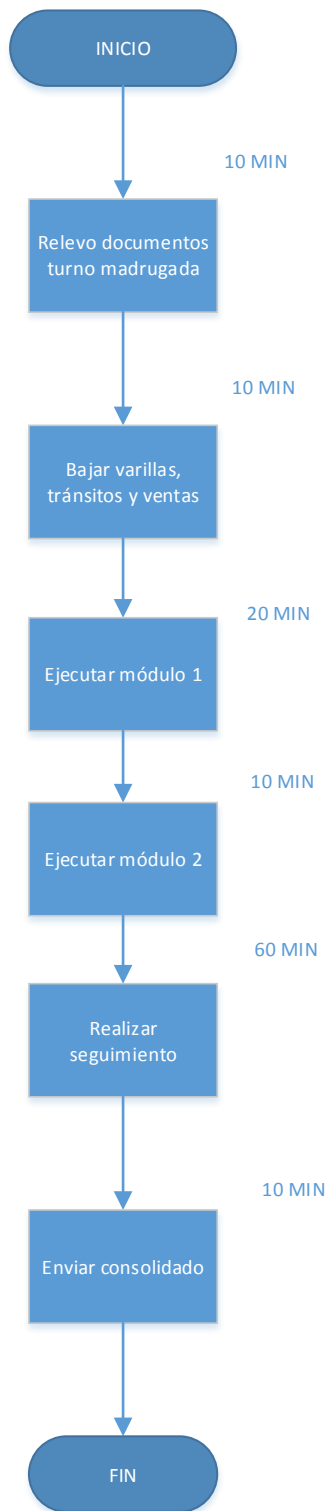 INICIO
10 MIN
Relevo documentos
turno madrugada
10 MIN
Bajar varillas,
tránsitos y ventas
20 MIN
Ejecutar módulo 1
10 MIN
Ejecutar módulo 2
60 MIN
Realizar
seguimiento
10 MIN
Enviar consolidado
FIN